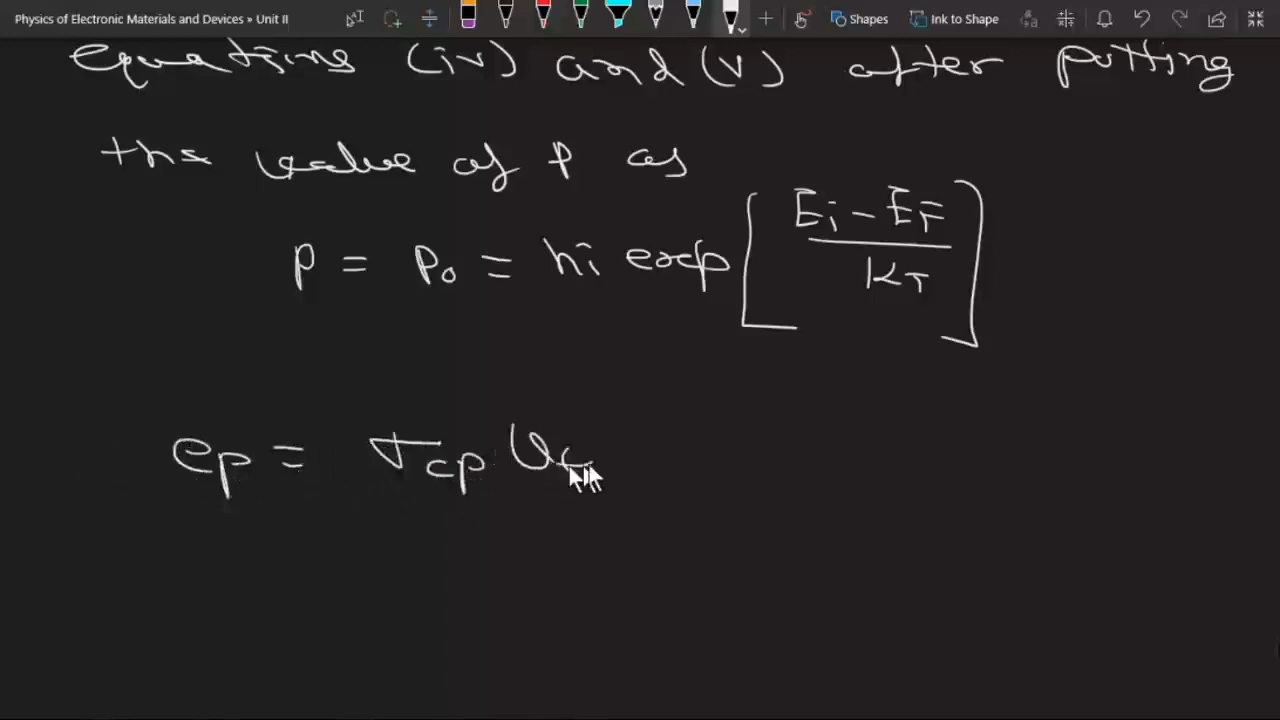 Physics of Electronic Materials and Devices » Unit II
Shapes
Ink to Shape
equations (iv) and (v) after putting
the value of p as
p = p₀ = ni exp [ Ei - EF / KT ]
ep = σcp